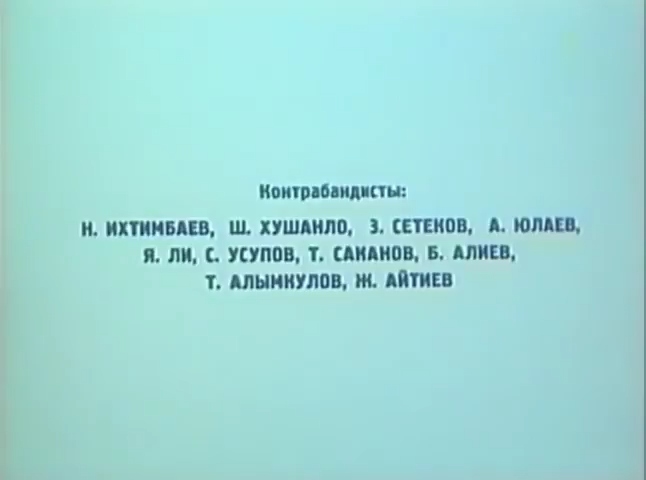 Контрабандисты:
Н. ИХТИМБАЕВ, Ш. ХУШАНЛО, З. СЕТЕКОВ, А. ЮЛАЕВ,
Я. ЛИ, С. УСУПОВ, Т. САКАНОВ, Б. АЛИЕВ,
Т. АЛЫМКУЛОВ, Ж. АЙТИЕВ